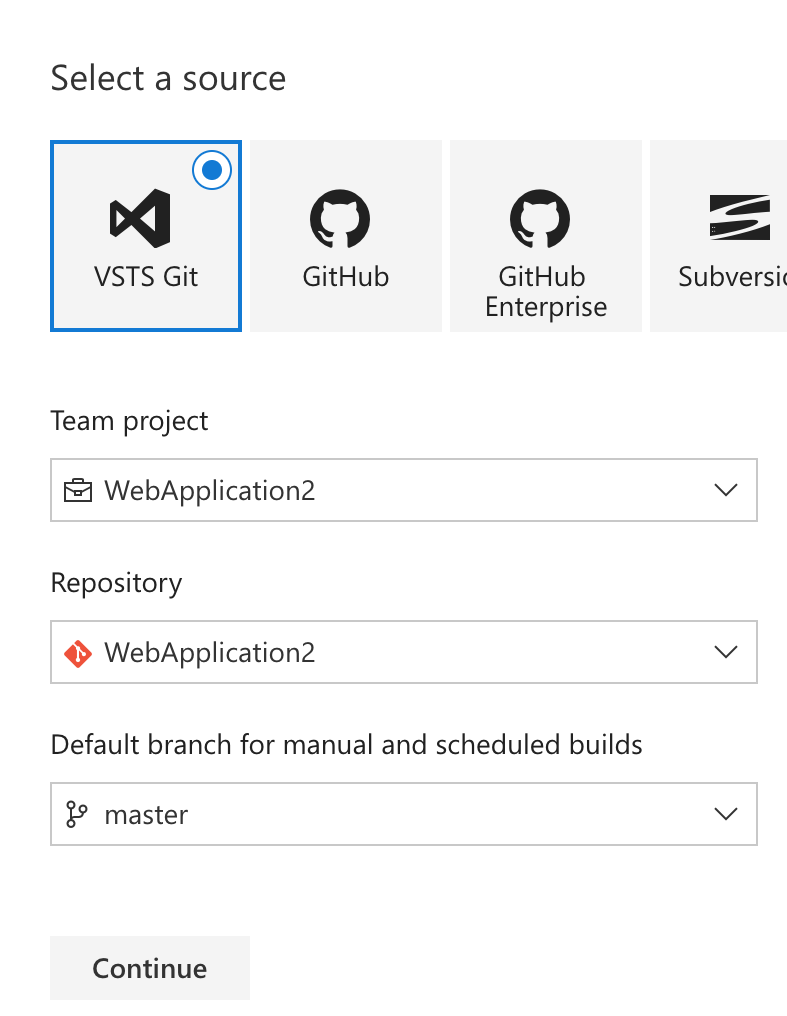 Select a source
VSTS Git
GitHub
GitHub
Enterprise
Subversio
Team project
WebApplication2
Repository
WebApplication2
Default branch for manual and scheduled builds
master
Continue